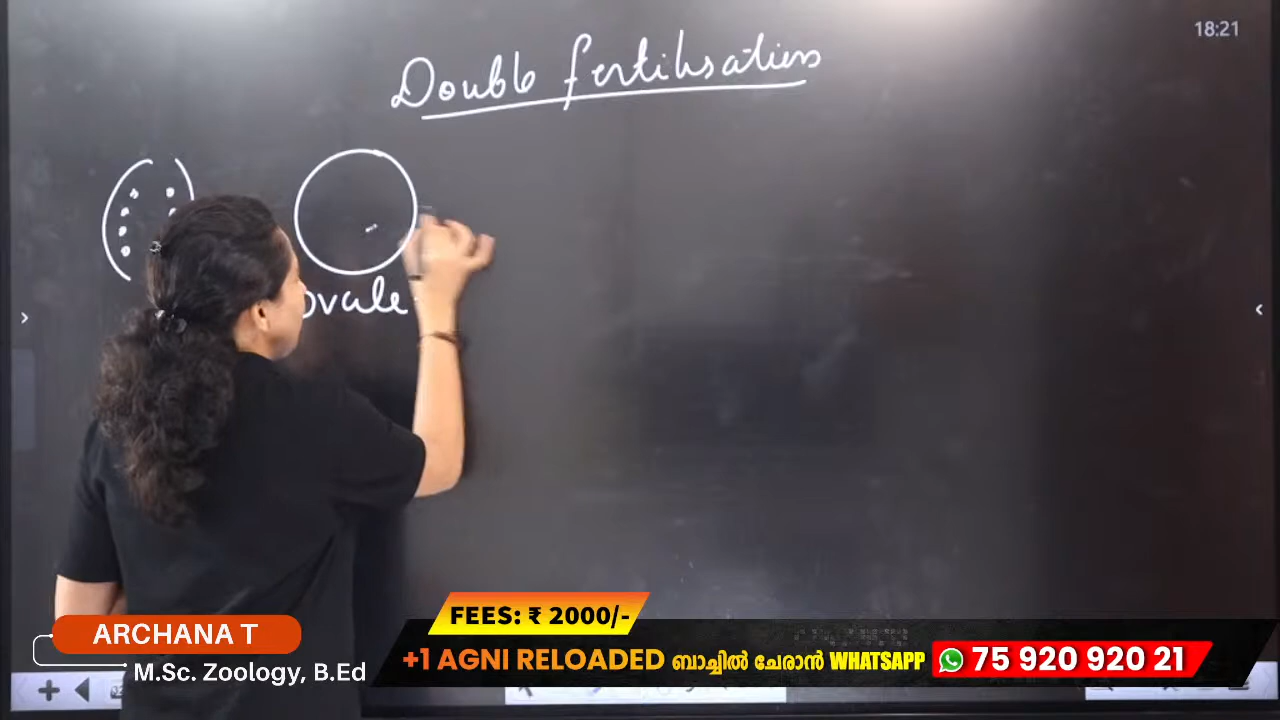 18:21
Double fertilisation
ovule
FEES: ₹ 2000/-
ARCHANA T
+1 AGNI RELOADED ബാച്ചിൽ ചേരാൻ WHATSAPP 75 920 920 21
M.Sc. Zoology, B.Ed